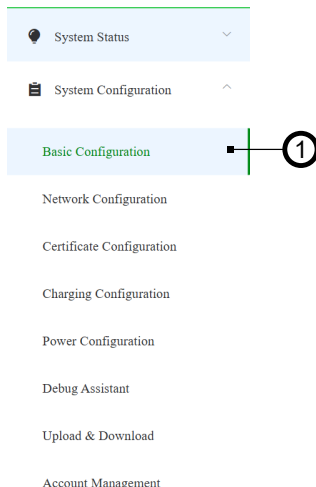 System Status
System Configuration
Basic Configuration
1
Network Configuration
Certificate Configuration
Charging Configuration
Power Configuration
Debug Assistant
Upload & Download
Account Management